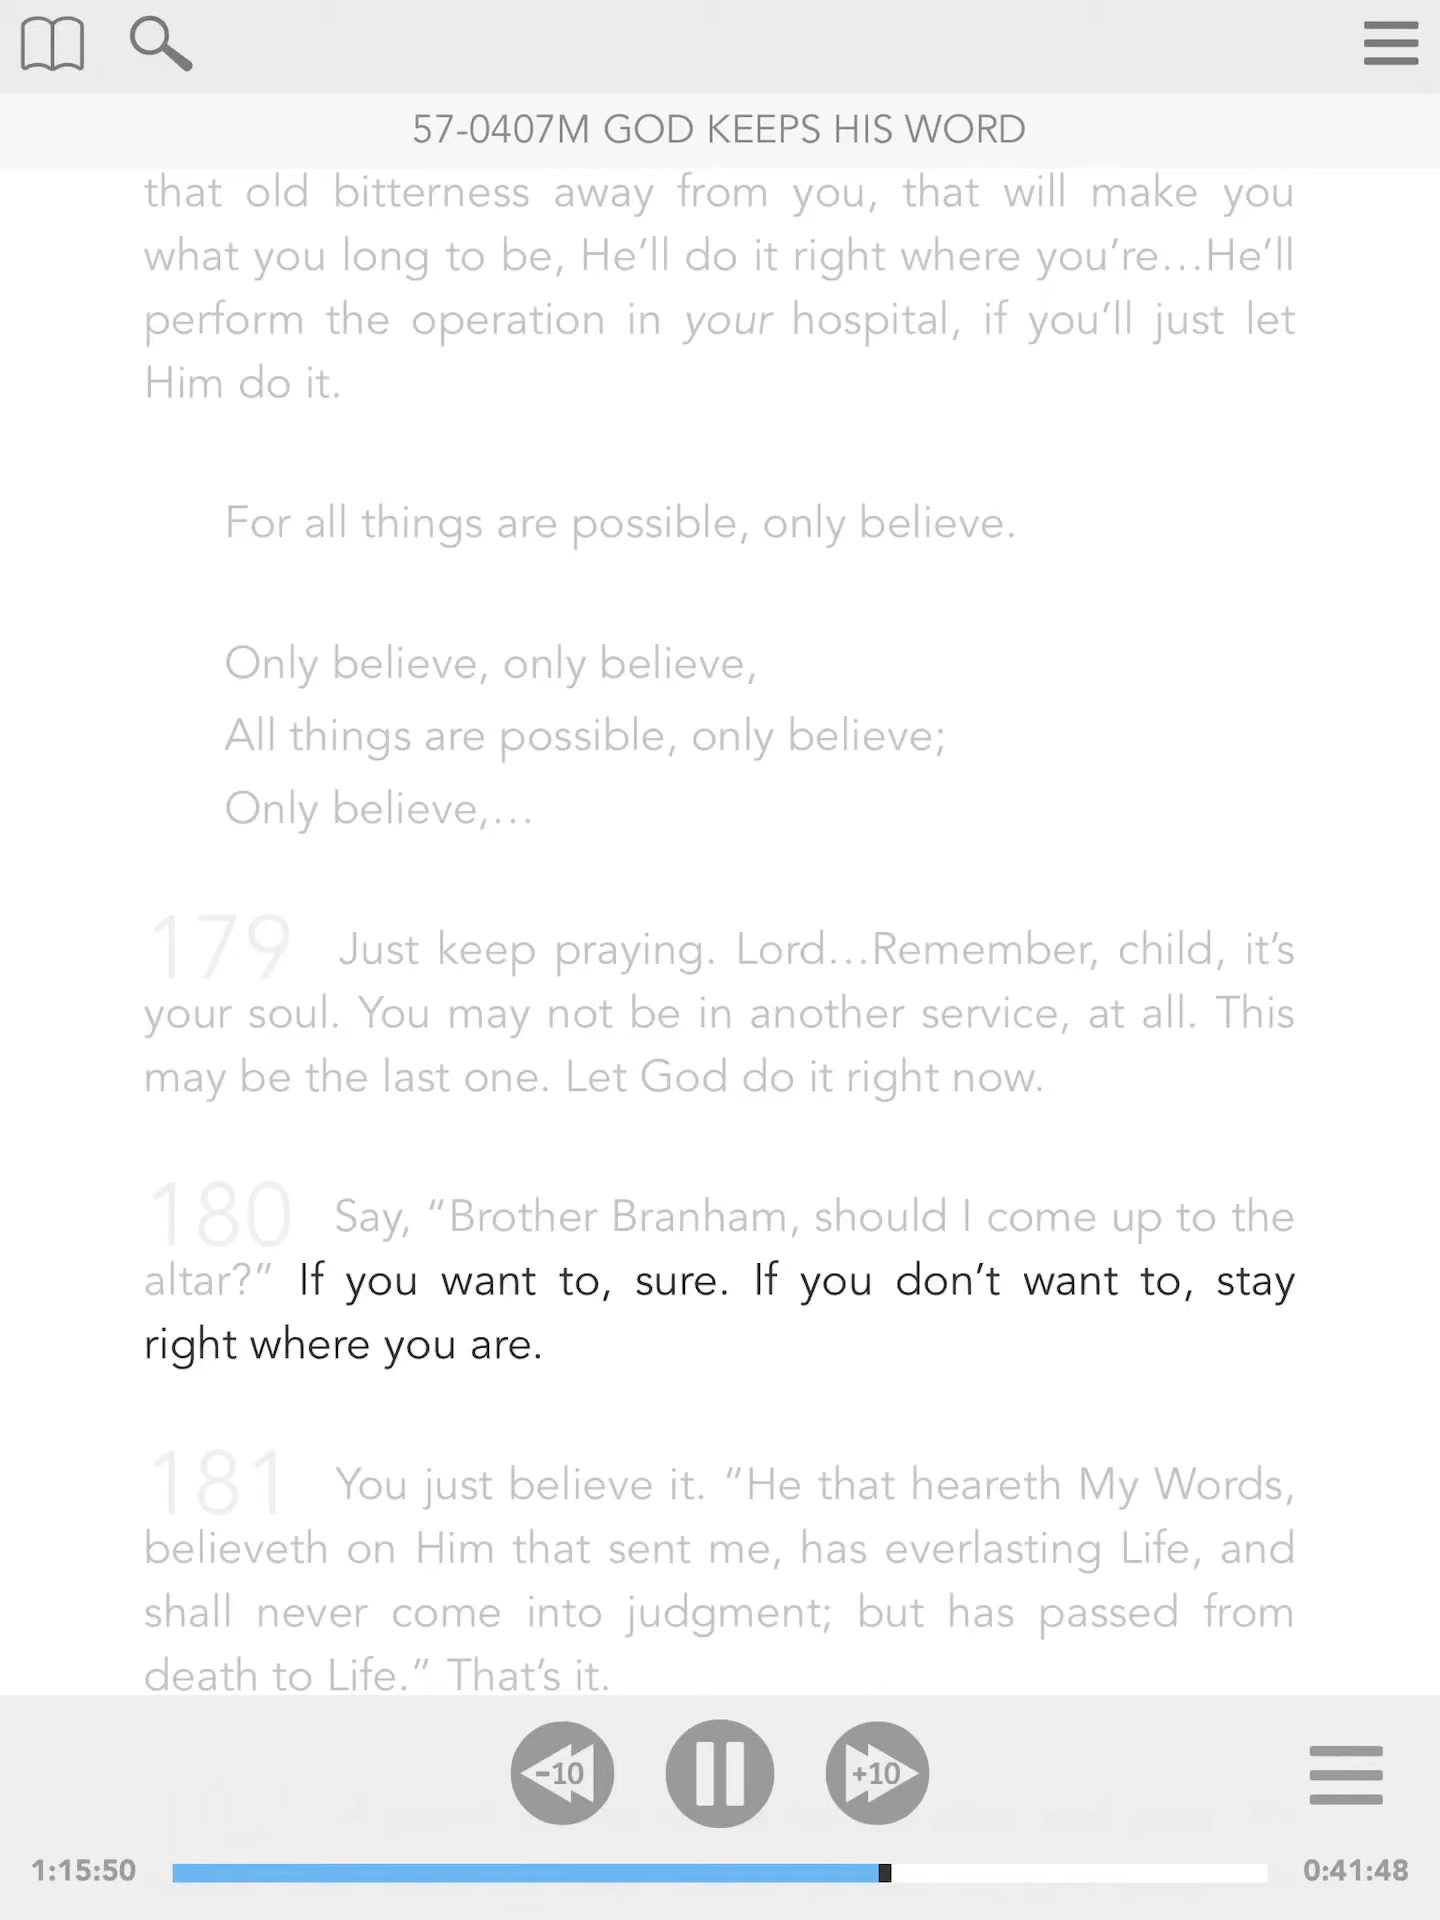 57-0407M GOD KEEPS HIS WORD
that old bitterness away from you, that will make you
what you long to be, He’ll do it right where you’re…He’ll
perform the operation in your hospital, if you’ll just let
Him do it.
For all things are possible, only believe.
Only believe, only believe,
All things are possible, only believe;
Only believe,…
179 Just keep praying. Lord…Remember, child, it’s
your soul. You may not be in another service, at all. This
may be the last one. Let God do it right now.
180 Say, “Brother Branham, should I come up to the
altar?” If you want to, sure. If you don’t want to, stay
right where you are.
181 You just believe it. “He that heareth My Words,
believeth on Him that sent me, has everlasting Life, and
shall never come into judgment; but has passed from
death to Life.” That’s it.
-10 +10
1:15:50 0:41:48